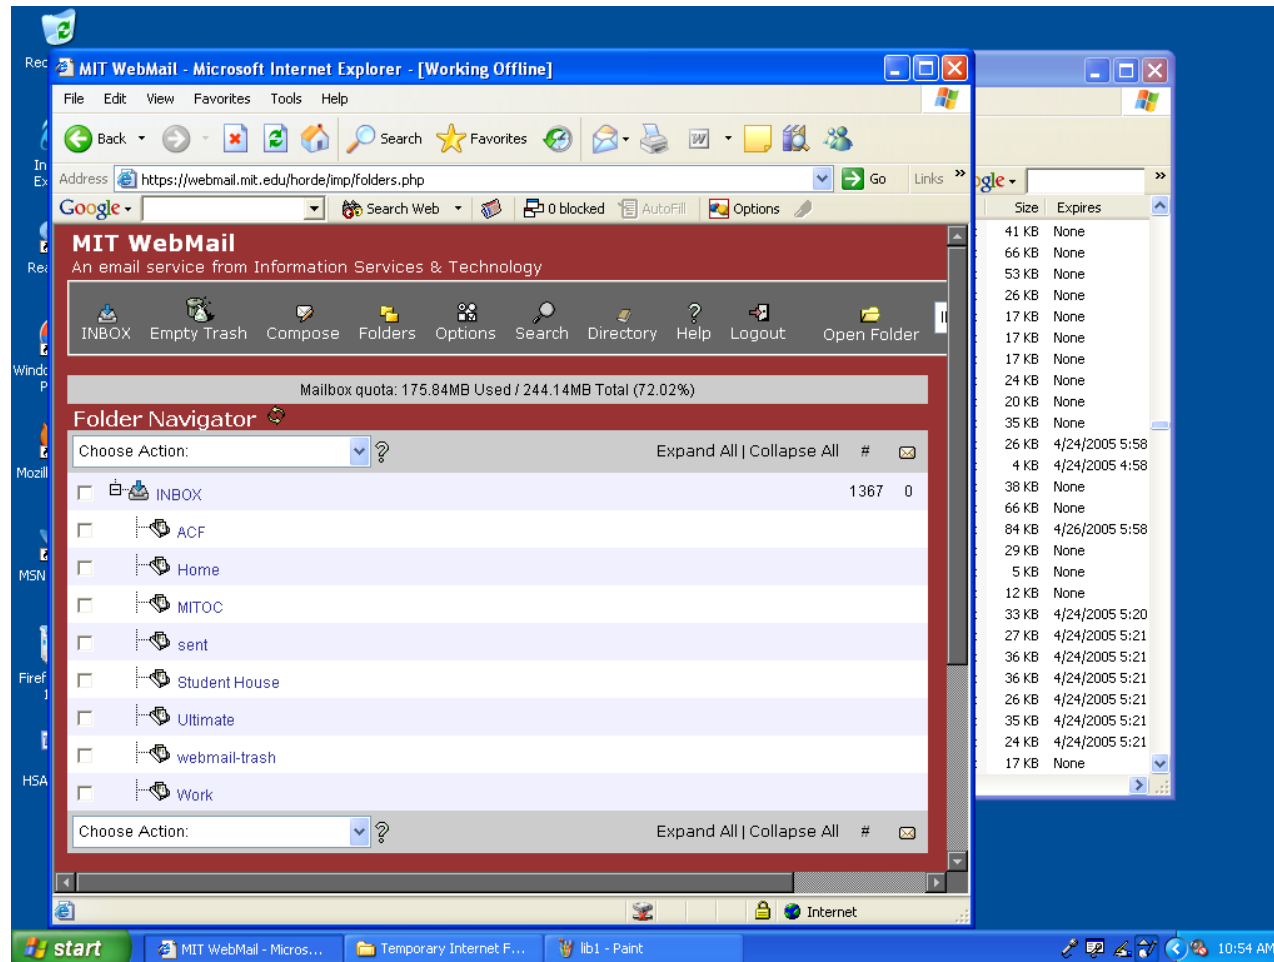 Rec
MIT WebMail - Microsoft Internet Explorer - [Working Offline]
File Edit View Favorites Tools Help
Back Search Favorites
Address https://webmail.mit.edu/horde/imp/folders.php Go Links »
Google Search Web 0 blocked AutoFill Options
MIT WebMail
An email service from Information Services & Technology
INBOX Empty Trash Compose Folders Options Search Directory Help Logout Open Folder
Mailbox quota: 175.84MB Used / 244.14MB Total (72.02%)
Folder Navigator
Choose Action: ? Expand All | Collapse All #
INBOX 1367 0
ACF
Home
MITOC
sent
Student House
Ultimate
webmail-trash
Work
Choose Action: ? Expand All | Collapse All #
Internet
In
Ex
Rea
Windo
P
Mozill
MSN
Firef
1
HSA
ogle »
Size Expires
41 KB None
66 KB None
53 KB None
26 KB None
17 KB None
17 KB None
17 KB None
24 KB None
20 KB None
35 KB None
26 KB 4/24/2005 5:58
4 KB 4/24/2005 4:58
38 KB None
66 KB None
84 KB 4/26/2005 5:58
29 KB None
5 KB None
12 KB None
33 KB 4/24/2005 5:20
27 KB 4/24/2005 5:21
36 KB 4/24/2005 5:21
36 KB 4/24/2005 5:21
26 KB 4/24/2005 5:21
35 KB 4/24/2005 5:21
24 KB 4/24/2005 5:21
17 KB None
start MIT WebMail - Micros... Temporary Internet F... lib1 - Paint 10:54 AM